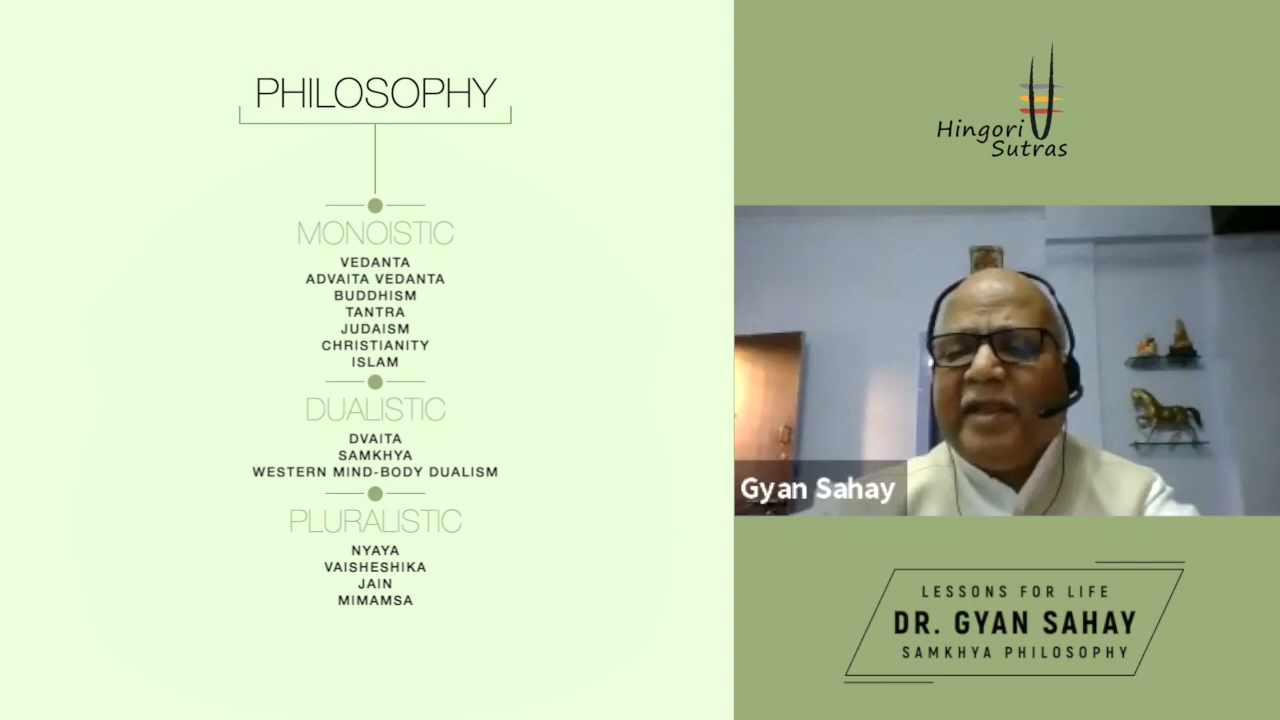 PHILOSOPHY
MONOISTIC
VEDANTA
ADVAITA VEDANTA
BUDDHISM
TANTRA
JUDAISM
CHRISTIANITY
ISLAM
DUALISTIC
DVAITA
SAMKHYA
WESTERN MIND-BODY DUALISM
PLURALISTIC
NYAYA
VAISHESHIKA
JAIN
MIMAMSA
Hingori
Sutras
Gyan Sahay
LESSONS FOR LIFE
DR. GYAN SAHAY
SAMKHYA PHILOSOPHY